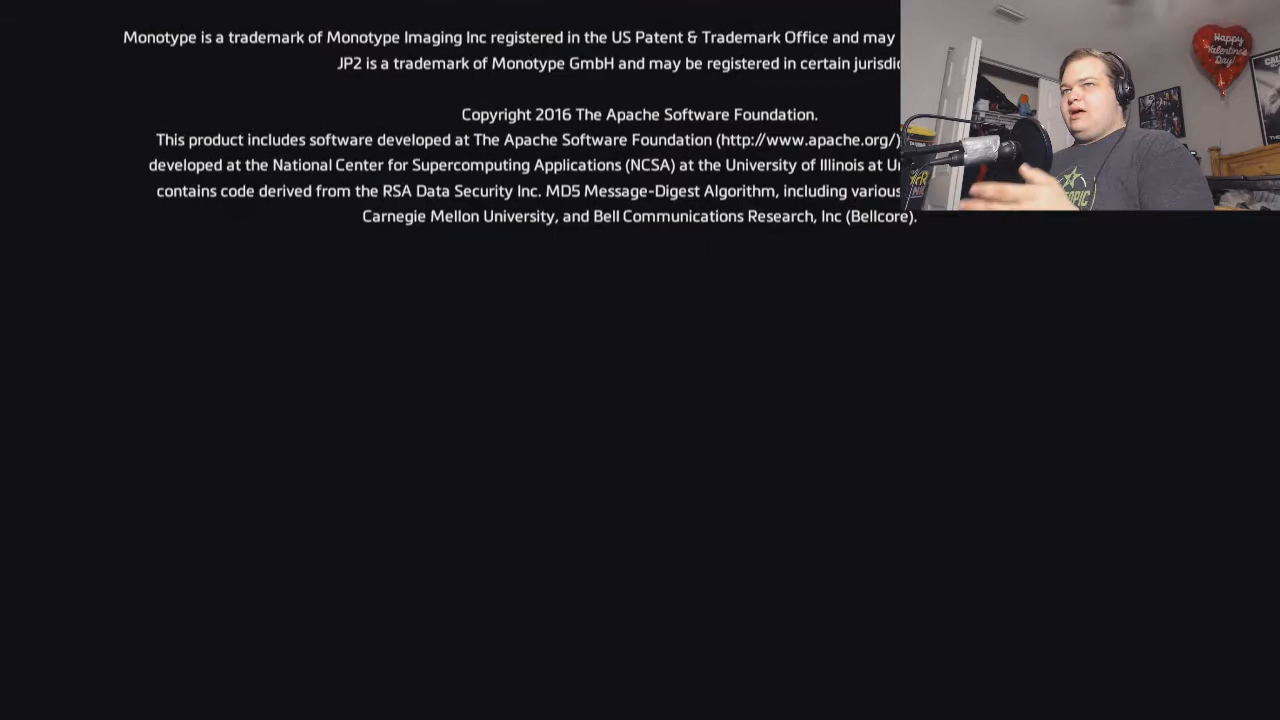 Monotype is a trademark of Monotype Imaging Inc registered in the US Patent & Trademark Office and may
JP2 is a trademark of Monotype GmbH and may be registered in certain
Copyright 2016 The Apache Software Foundation.
This product includes software developed at The Apache Software Foundation (http://www.apache.org/)
developed at the National Center for Supercomputing Applications (NCSA) at the University of Illinois at
contains code derived from the RSA Data Security Inc. MD5 Message-Digest Algorithm, including various
Carnegie Mellon University, and Bell Communications Research, Inc (Bellcore).
Happy
Valentine's
Day!